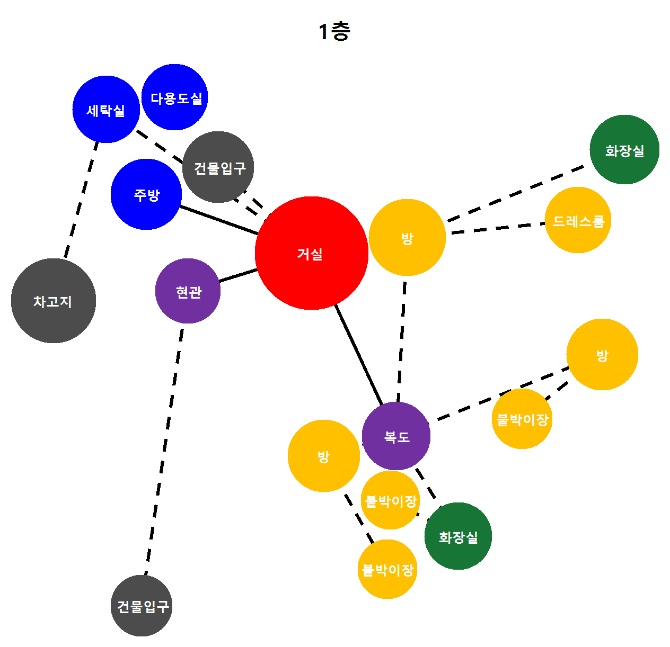 1층
다용도실
세탁실
화장실
건물입구
주방
드레스룸
방
거실
현관
차고지
방
붙박이장
복도
방
붙박이장
화장실
붙박이장
건물입구